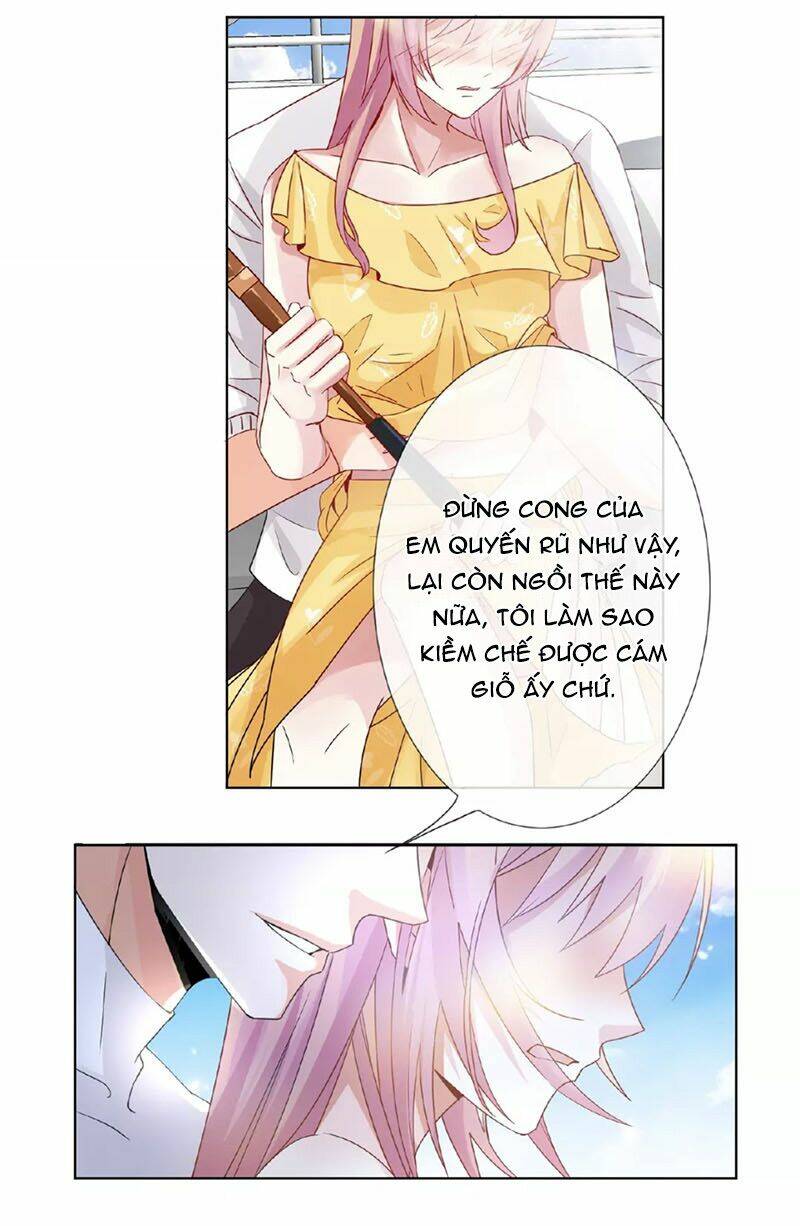 ĐỪNG CONG CỦA
EM QUYẾN RŨ NHƯ VẬY,
LẠI CÒN NGỒI THẾ NÀY
NỮA, TÔI LÀM SAO
KIỀM CHẾ ĐƯỢC CÁM
GIỖ ẤY CHỨ.